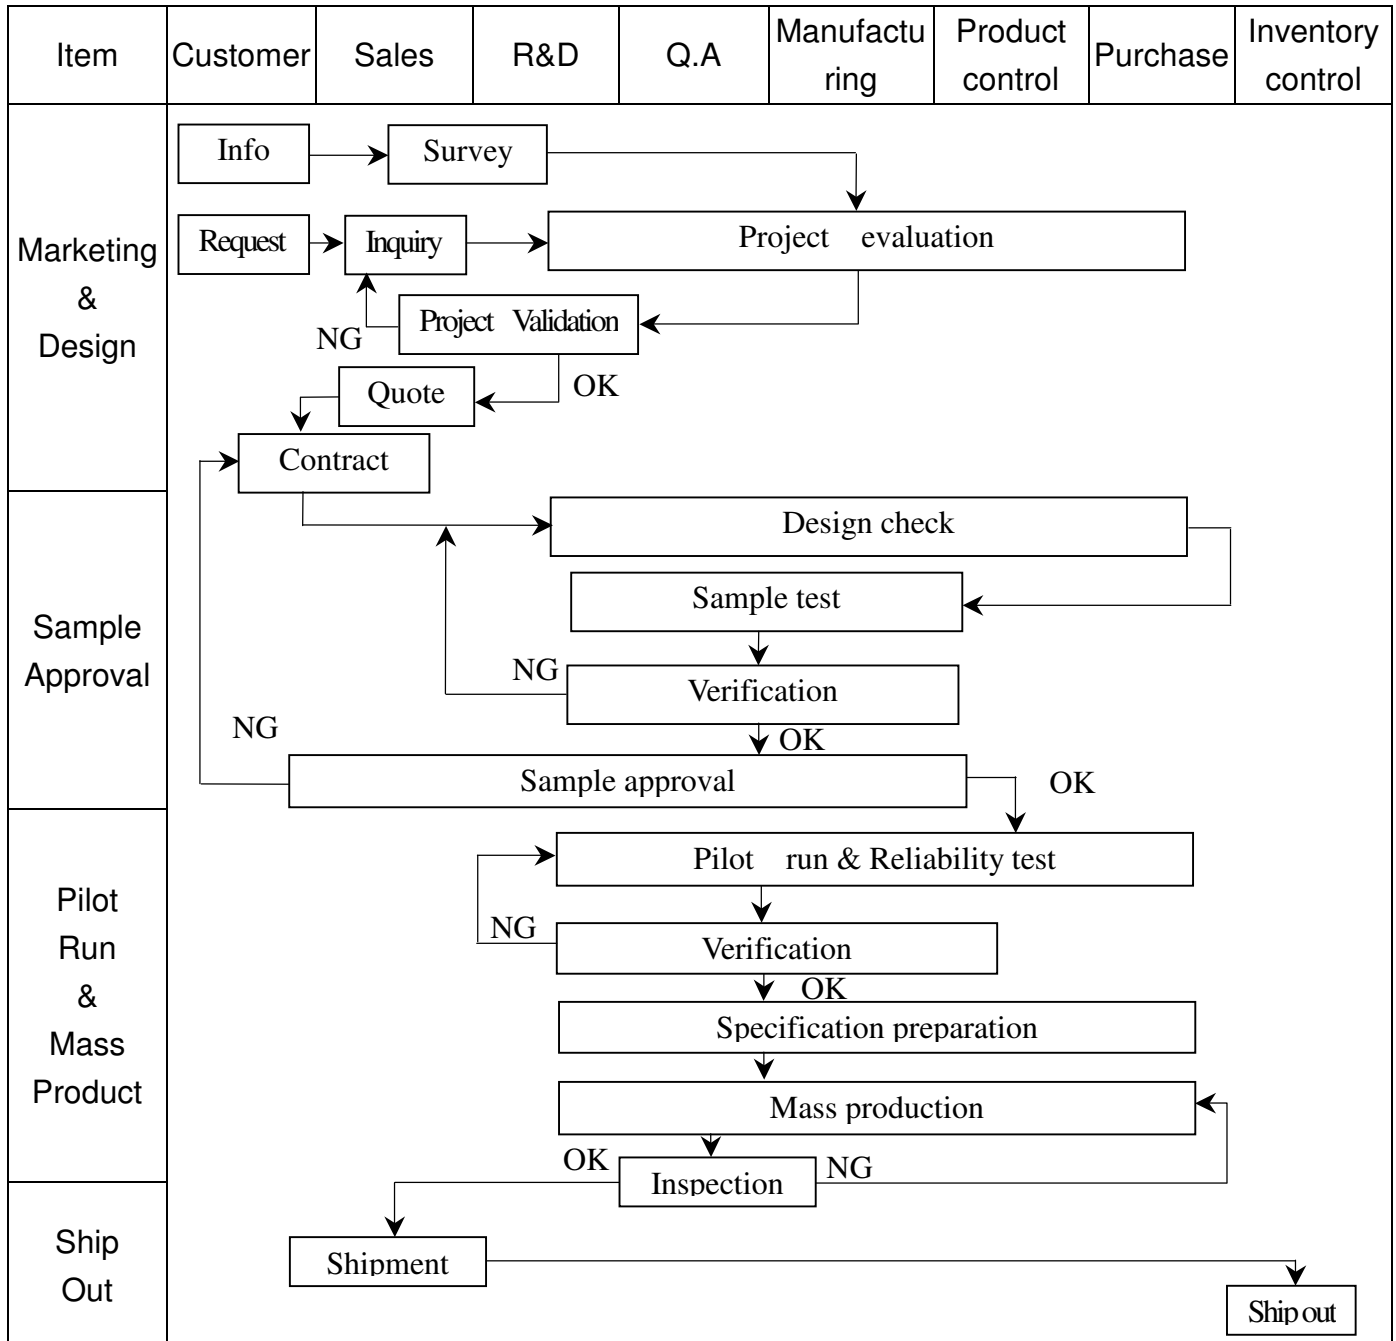 Item
Customer
Sales
R&D
Q.A
Manufactu
ring
Product
control
Purchase
Inventory
control
Marketing
&
Design
Info
Survey
Request
Inquiry
Project evaluation
NG
Project Validation
Quote
OK
Contract
Sample
Approval
Design check
Sample test
NG
Verification
NG
OK
Sample approval
OK
Pilot
Run
&
Mass
Product
Pilot run & Reliability test
NG
Verification
OK
Specification preparation
Mass production
OK
Inspection
NG
Ship
Out
Shipment
Ship out